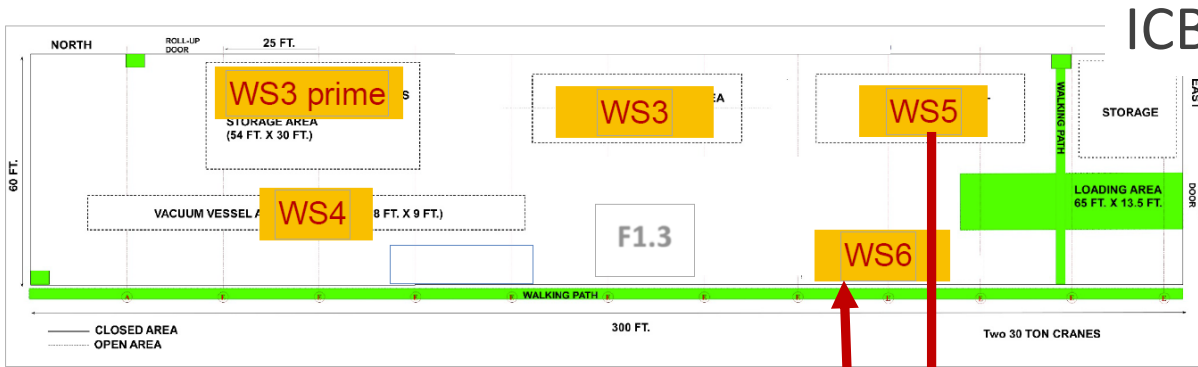 ICB
NORTH
ROLL-UP
DOOR
25 FT.
EAST
WS3 prime
S
STORAGE AREA
(54 FT. X 30 FT.)
WS3
EA
WS5
WALKING PATH
STORAGE
60 FT.
VACUUM VESSEL A
WS4
8 FT. X 9 FT.)
F1.3
WS6
LOADING AREA
65 FT. X 13.5 FT.
DOOR
A
E
E
E
E
E
E
E
E
E
E
E
WALKING PATH
300 FT.
CLOSED AREA
OPEN AREA
Two 30 TON CRANES